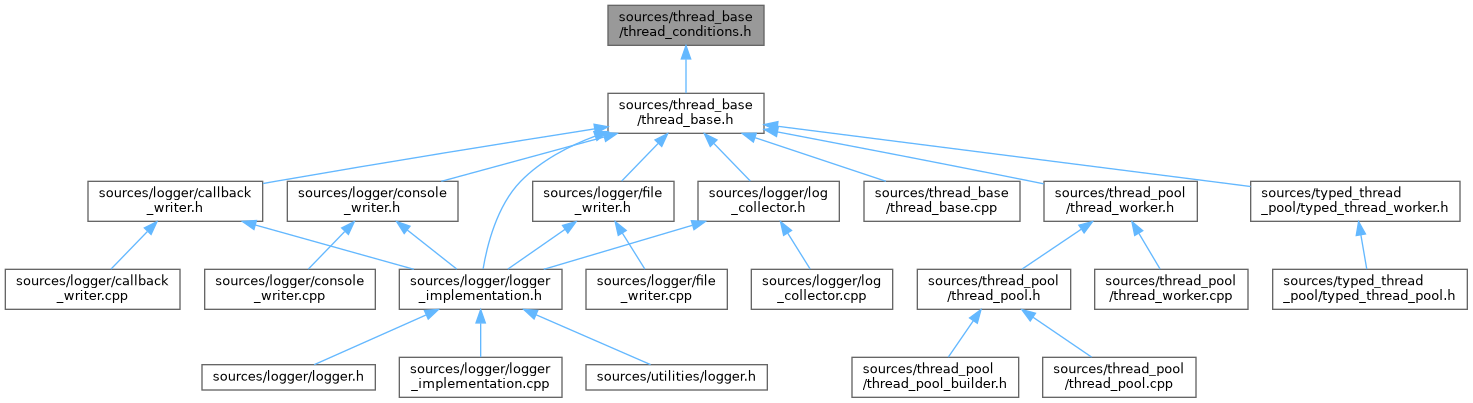 sources/thread_base
/thread_conditions.h
sources/thread_base
/thread_base.h
sources/logger/callback
_writer.h
sources/logger/console
_writer.h
sources/logger/file
_writer.h
sources/logger/log
_collector.h
sources/thread_base
/thread_base.cpp
sources/thread_pool
/thread_worker.h
sources/typed_thread
_pool/typed_thread_worker.h
sources/logger/callback
_writer.cpp
sources/logger/console
_writer.cpp
sources/logger/logger
_implementation.h
sources/logger/file
_writer.cpp
sources/logger/log
_collector.cpp
sources/thread_pool
/thread_pool.h
sources/thread_pool
/thread_worker.cpp
sources/typed_thread
_pool/typed_thread_pool.h
sources/logger/logger.h
sources/logger/logger
_implementation.cpp
sources/utilities/logger.h
sources/thread_pool
/thread_pool_builder.h
sources/thread_pool
/thread_pool.cpp